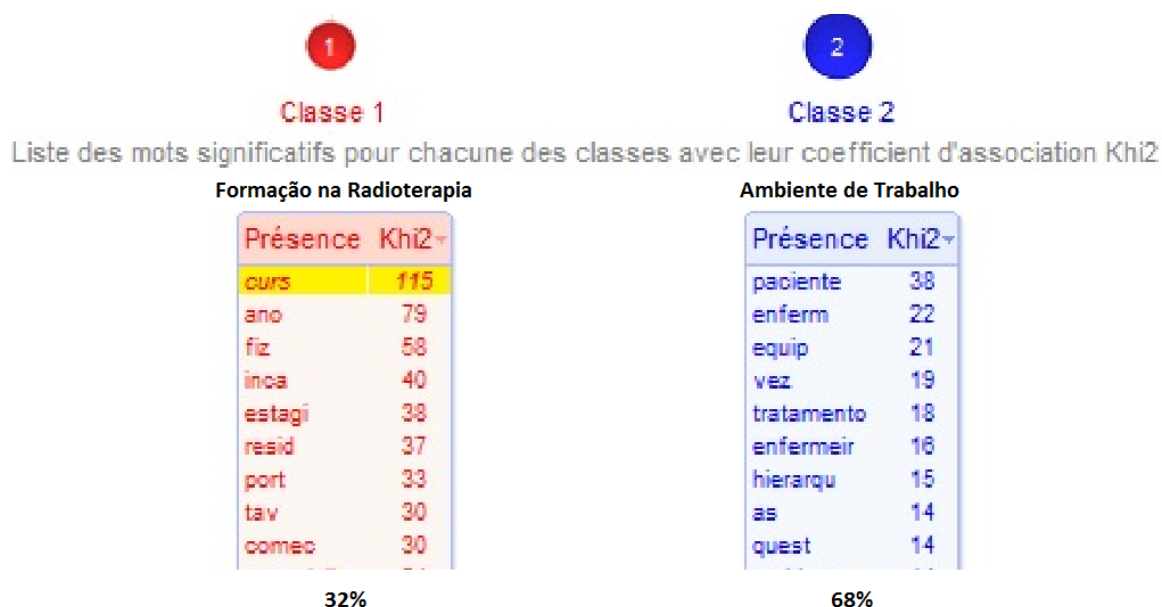 1
2
Classe 1
Classe 2
Liste des mots significatifs pour chacune des classes avec leur coefficient d'association Khi2
Formação na Radioterapia
Présence Khi2
curs 115
ano 79
fiz 58
inca 40
estagi 38
resid 37
port 33
tav 30
comec 30
32%
Ambiente de Trabalho
Présence Khi2
paciente 38
enferm 22
equip 21
vez 19
tratamento 18
enfermeir 16
hierarqu 15
as 14
quest 14
68%